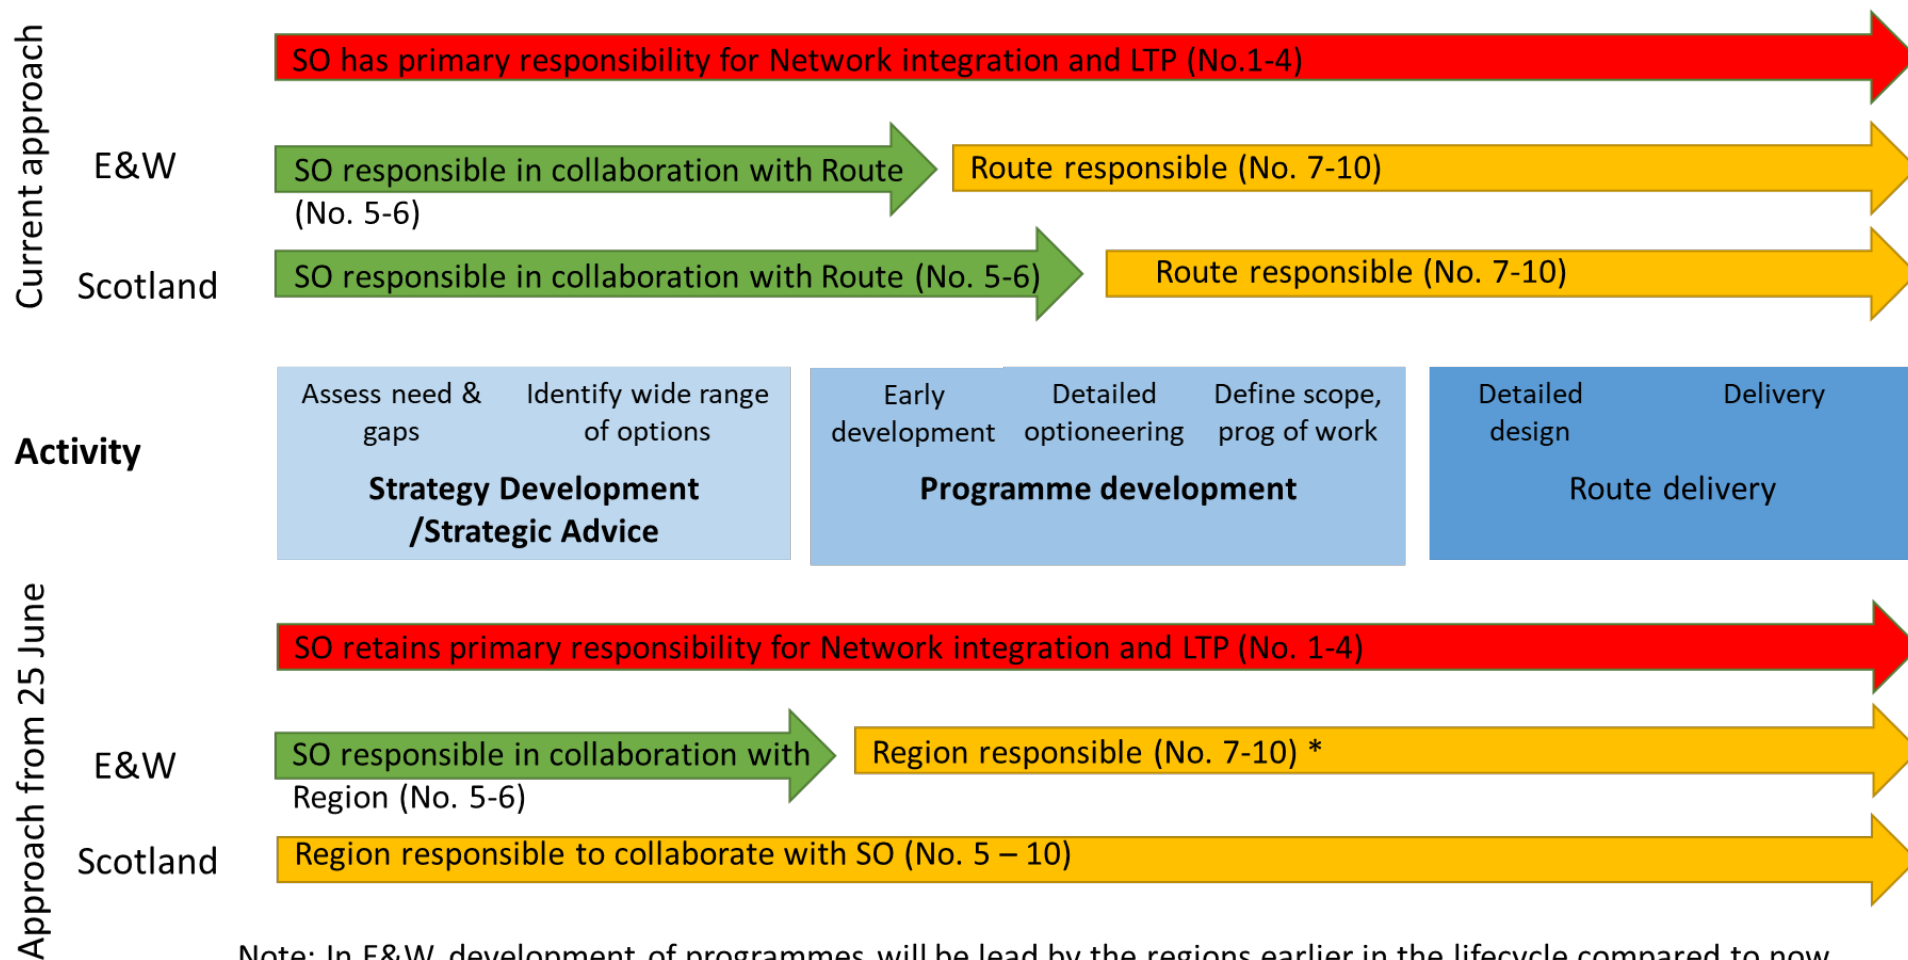 Current approach
SO has primary responsibility for Network integration and LTP (No.1-4)
E&W
SO responsible in collaboration with Route
(No. 5-6)
Route responsible (No. 7-10)
Scotland
SO responsible in collaboration with Route (No. 5-6)
Route responsible (No. 7-10)
Activity
Assess need &
gaps
Identify wide range
of options
Strategy Development
/Strategic Advice
Early
development
Detailed
optioneering
Define scope,
prog of work
Programme development
Detailed
design
Delivery
Route delivery
Approach from 25 June
SO retains primary responsibility for Network integration and LTP (No. 1-4)
E&W
SO responsible in collaboration with
Region (No. 5-6)
Region responsible (No. 7-10) *
Scotland
Region responsible to collaborate with SO (No. 5 – 10)
Note: In E&W, development of programmes will be lead by the regions earlier in the lifecycle compared to now